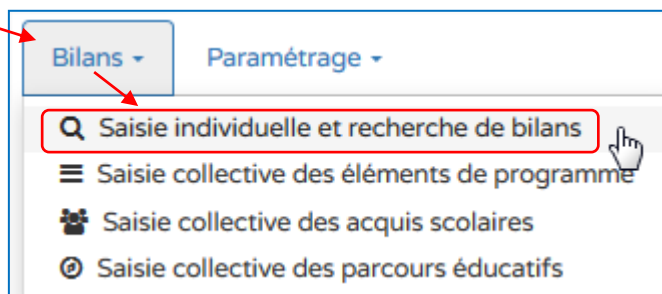 Bilans Paramétrage
Saisie individuelle et recherche de bilans
Saisie collective des éléments de programme
Saisie collective des acquis scolaires
Saisie collective des parcours éducatifs